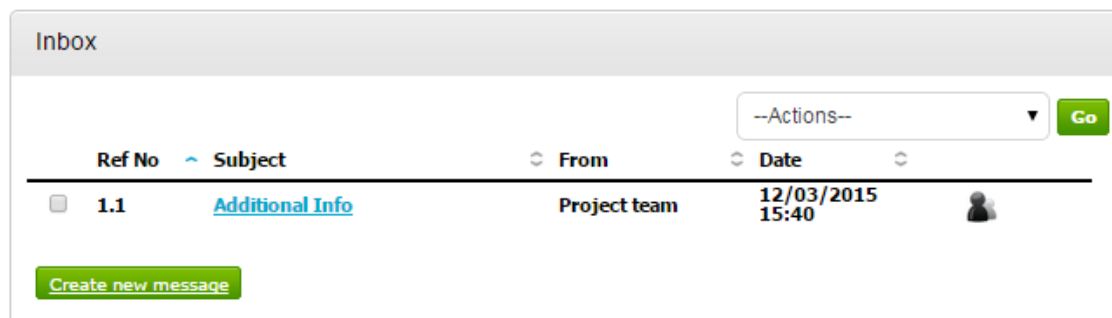 Inbox
--Actions--
Go
Ref No Subject From Date
1.1 Additional Info Project team 12/03/2015
15:40
Create new message